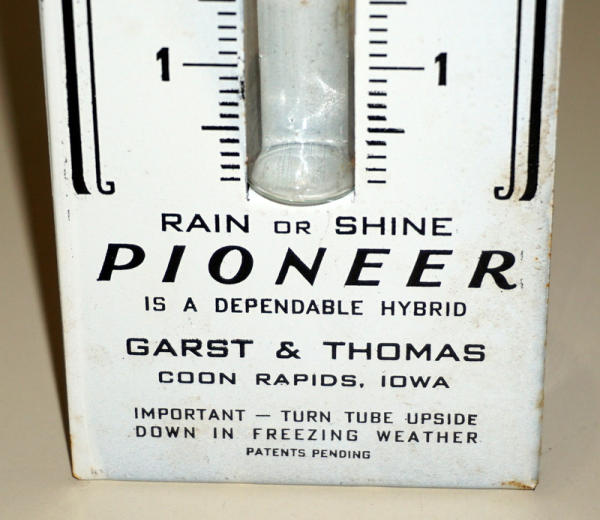 1 1
RAIN OR SHINE
PIONEER
IS A DEPENDABLE HYBRID
GARST & THOMAS
COON RAPIDS, IOWA
IMPORTANT — TURN TUBE UPSIDE
DOWN IN FREEZING WEATHER
PATENTS PENDING